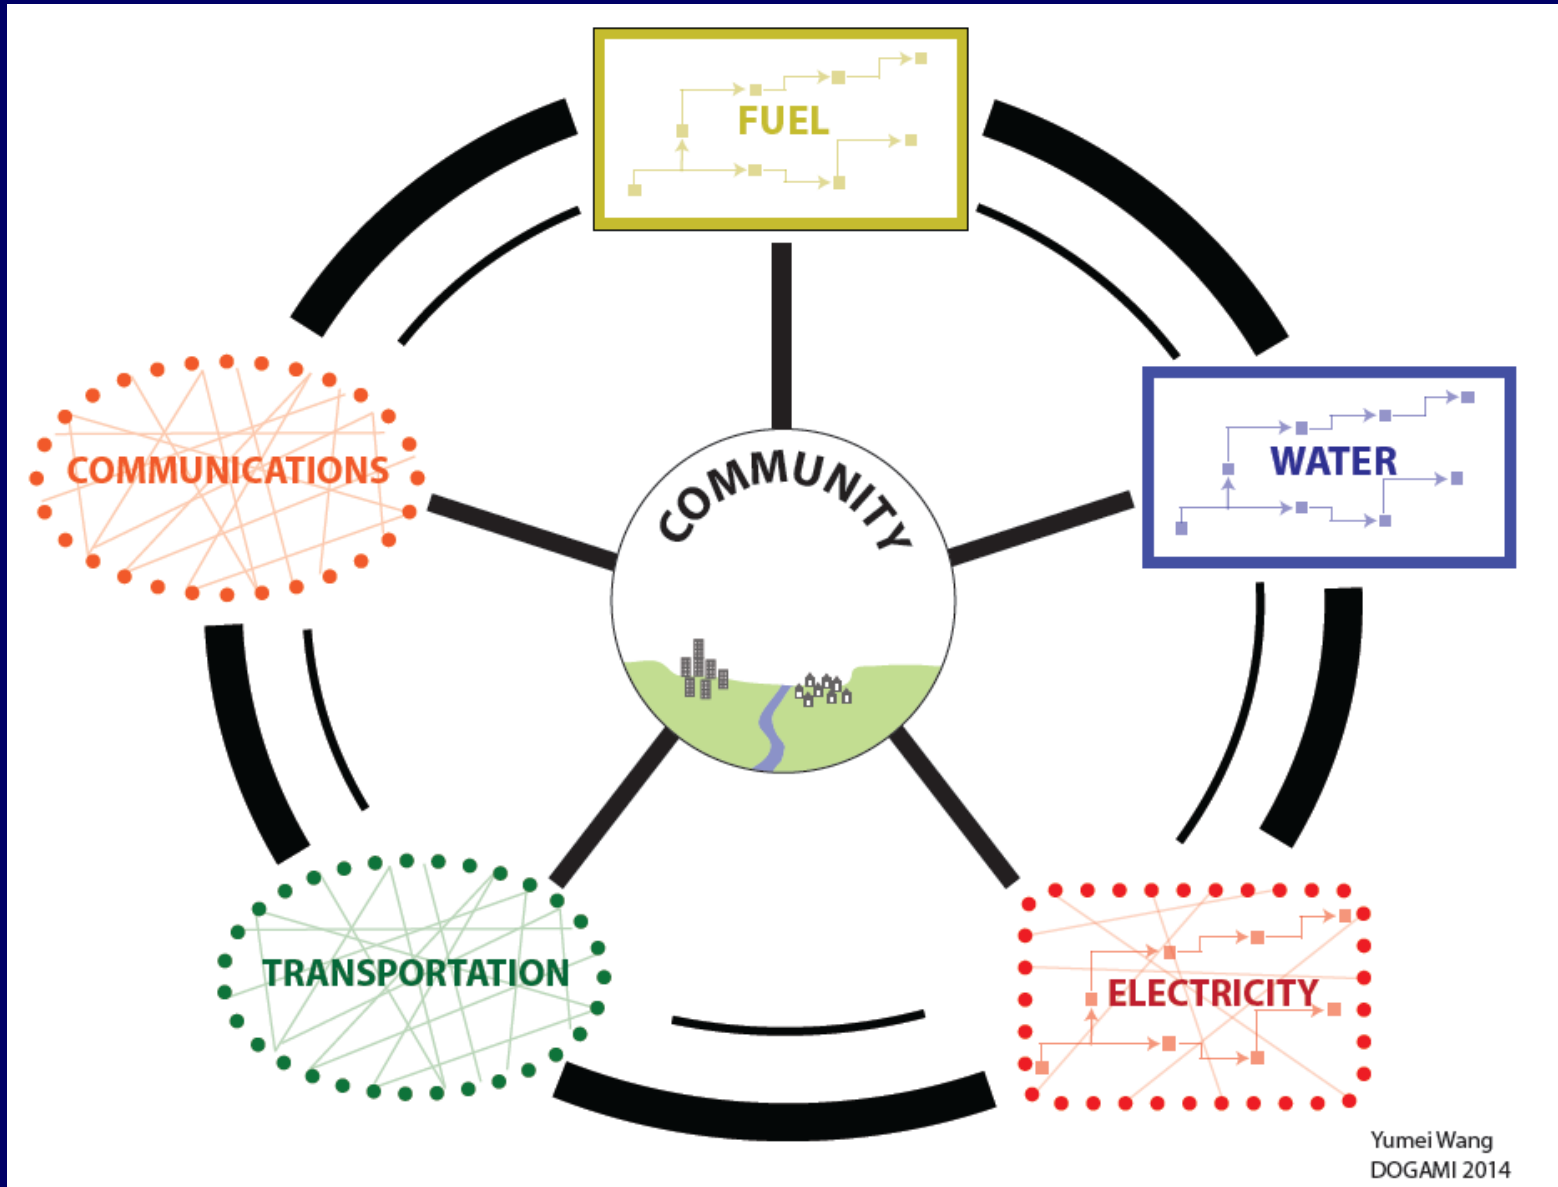 FUEL
COMMUNICATIONS
COMMUNITY
WATER
TRANSPORTATION
ELECTRICITY
Yumei Wang
DOGAMI 2014